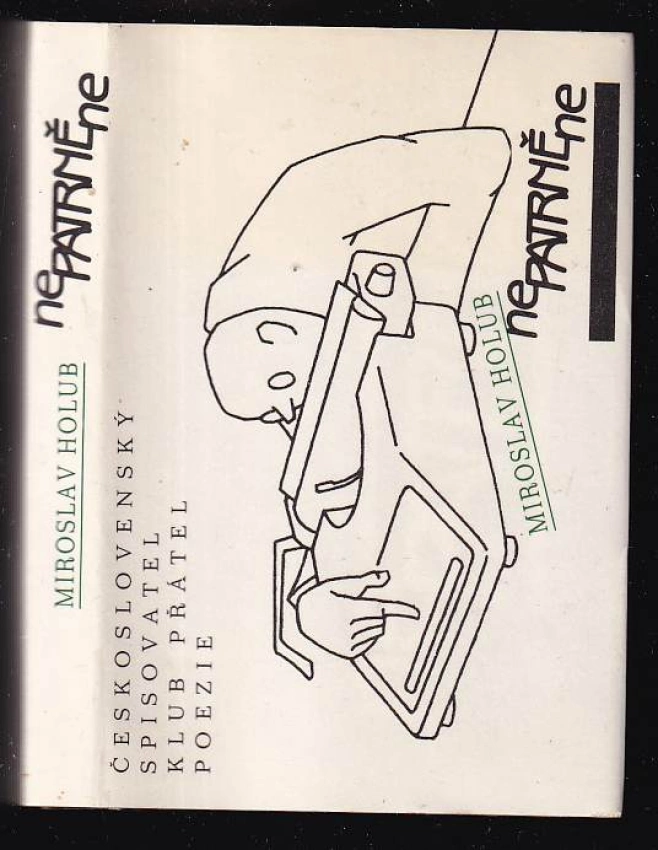 MIROSLAV HOLUB nePATRNĚne
ČESKOSLOVENSKÝ
SPISOVATEL
KLUB PŘÁTEL
POEZIE
MIROSLAV HOLUB
nePATRNĚne